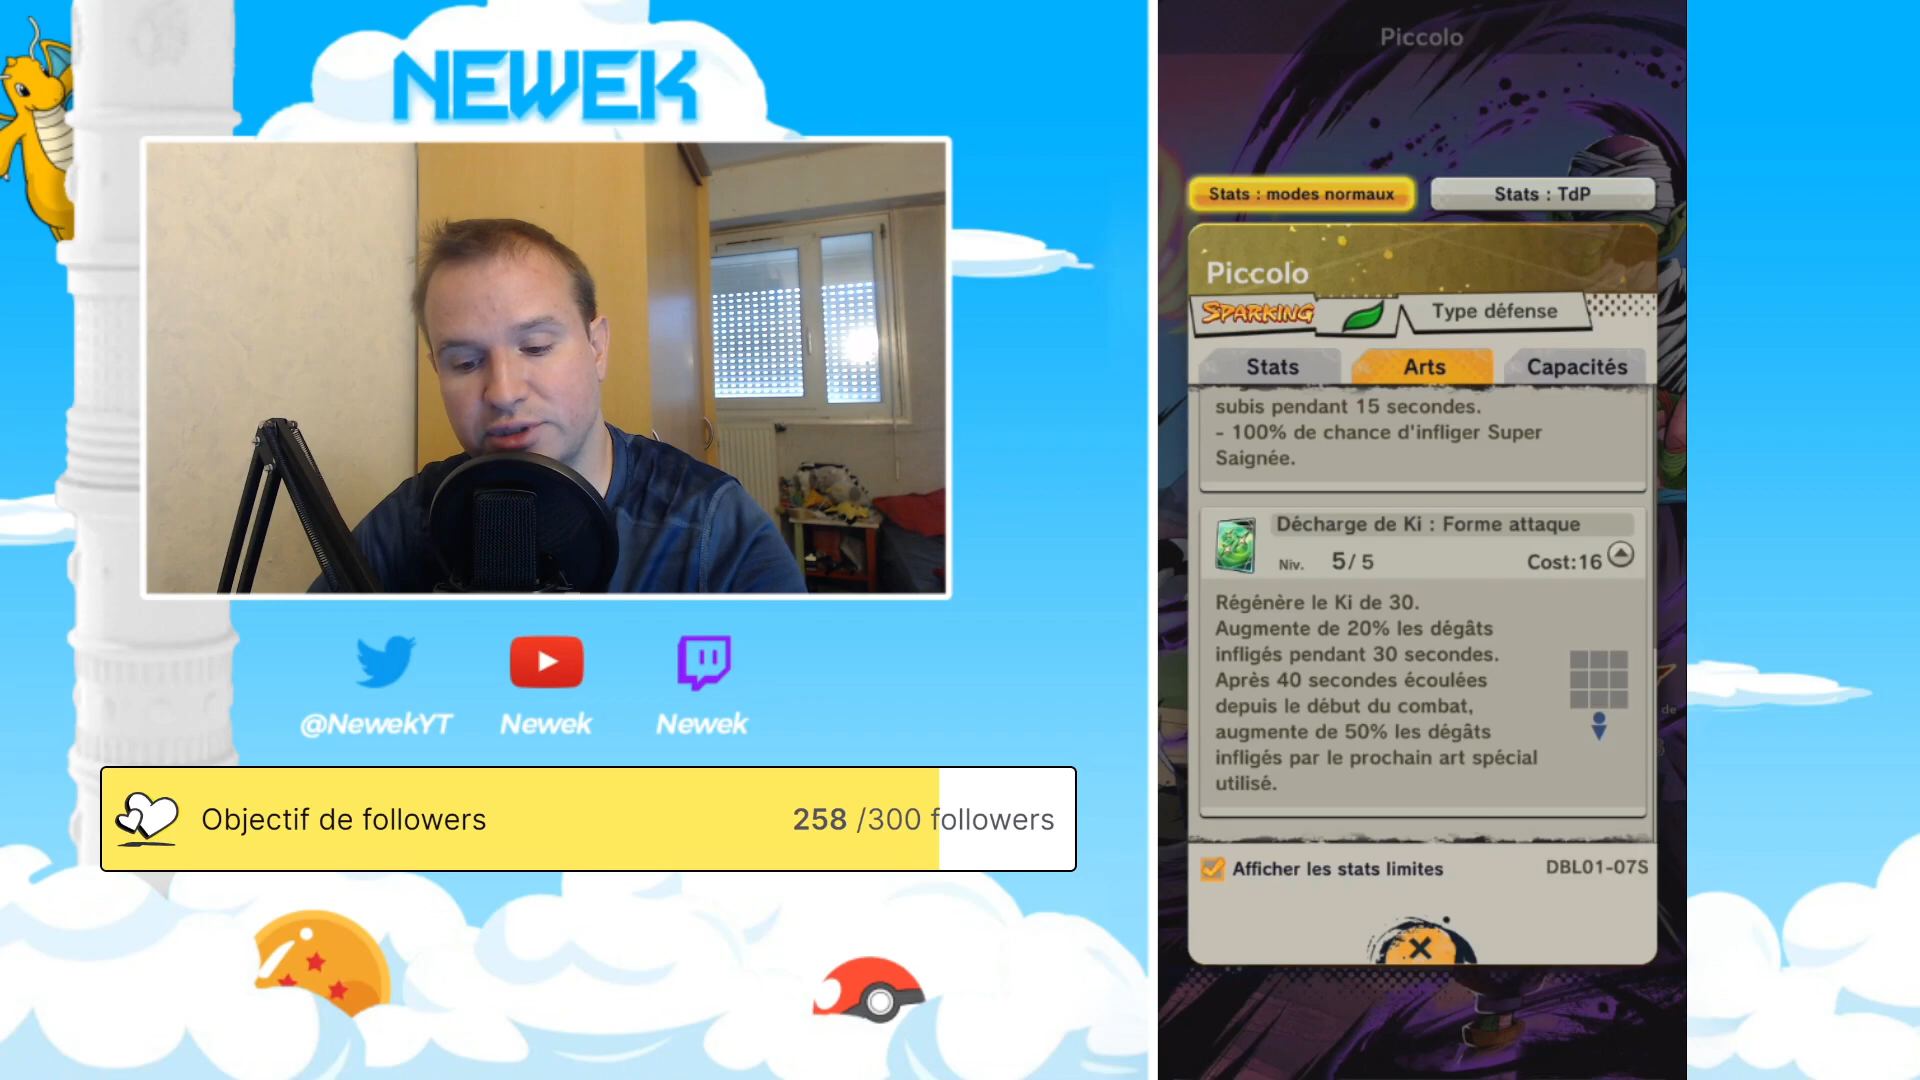 NEWEK
@NewekYT
Newek
Newek
Objectif de followers
258 /300 followers
Piccolo
Stats : modes normaux
Stats : TdP
Piccolo
SPARKING
Type défense
Stats
Arts
Capacités
subis pendant 15 secondes.
- 100% de chance d'infliger Super
Saignée.
Décharge de Ki : Forme attaque
Niv. 5/ 5
Cost:16
Régénère le Ki de 30.
Augmente de 20% les dégâts
infligés pendant 30 secondes.
Après 40 secondes écoulées
depuis le début du combat,
augmente de 50% les dégâts
infligés par le prochain art spécial
utilisé.
de
Afficher les stats limites
DBL01-07S